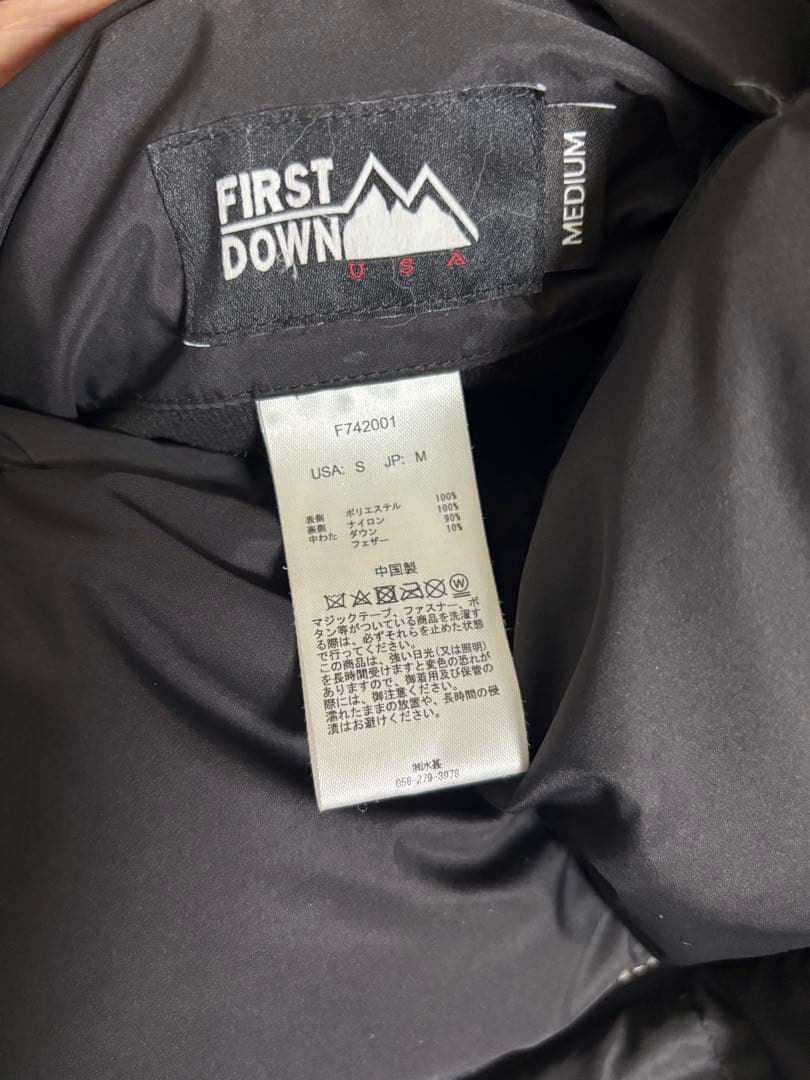 FIRST
DOWN
USA
MEDIUM
F742001
USA: S JP: M
表側 ポリエステル 100%
裏側 ナイロン 100%
中わた ダウン 90%
フェザー 10%
中国製
マジックテープ、ファスナー、ボ
タン等がついている商品を洗濯す
る際は、必ずそれらを止めた状態
で行ってください。
この商品は、強い日光(又は照明)
を長時間受けますと変色の恐れが
ありますので、御着用及び保管の
際には、御注意ください。
濡れたままの放置や、長時間の浸
漬はお避けください。
㈱水甚
058-279-3078